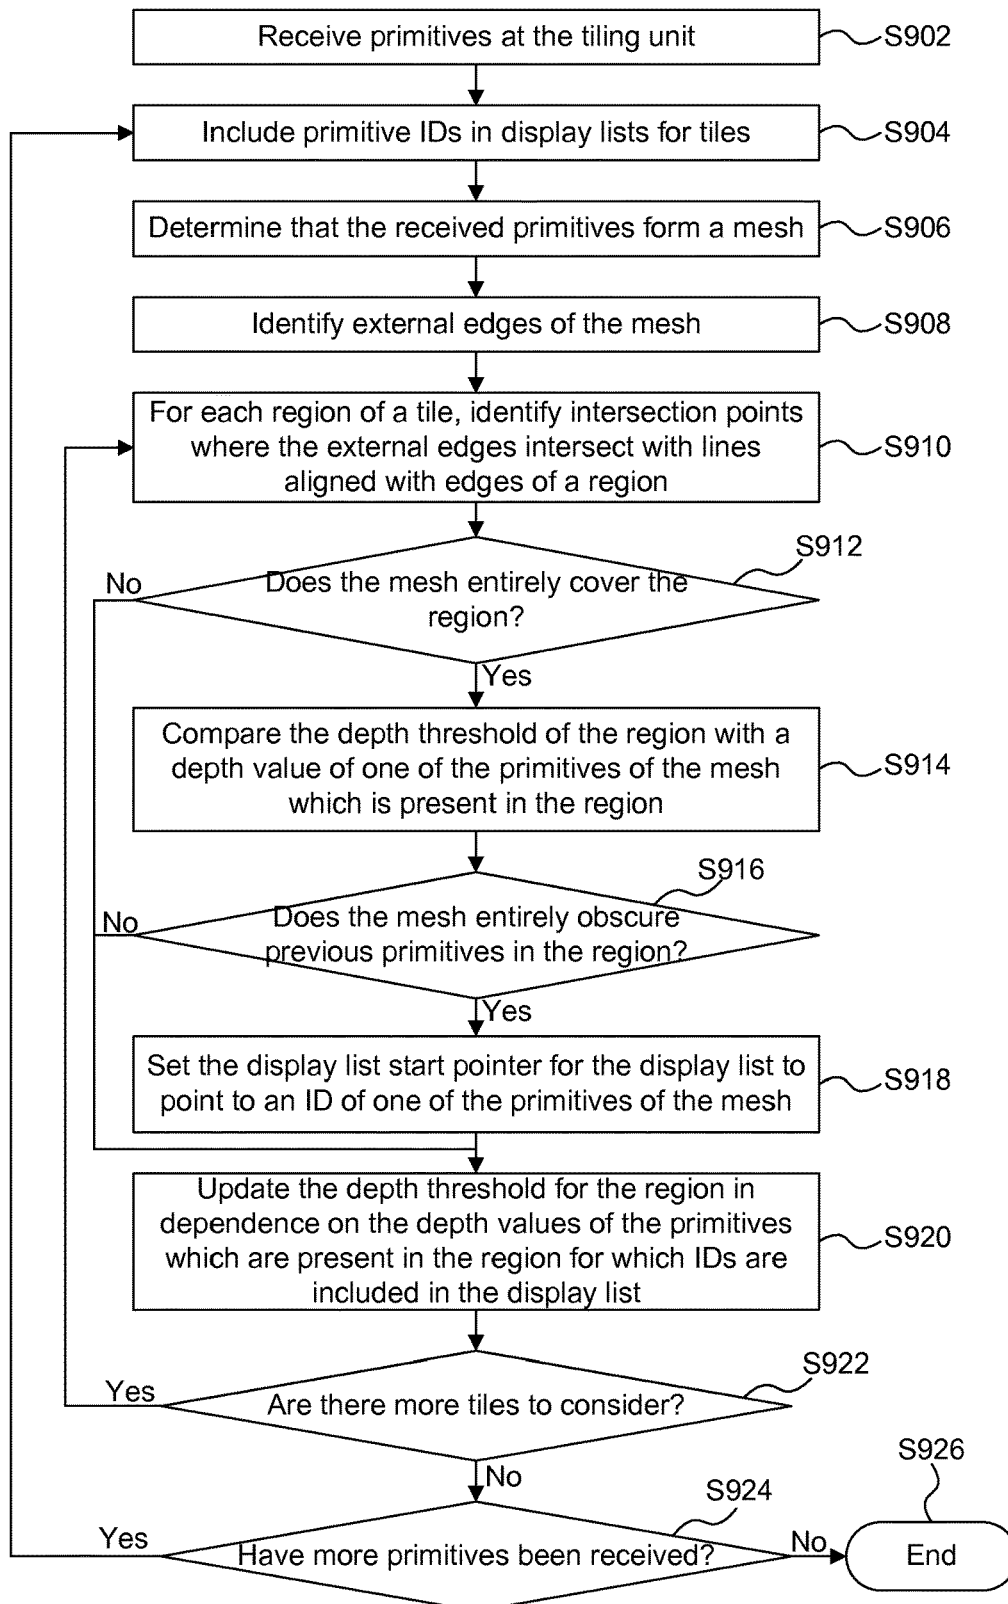 Receive primitives at the tiling unit
S902
Include primitive IDs in display lists for tiles
S904
Determine that the received primitives form a mesh
S906
Identify external edges of the mesh
S908
For each region of a tile, identify intersection points
where the external edges intersect with lines
aligned with edges of a region
S910
S912
No
Does the mesh entirely cover the
region?
Yes
Compare the depth threshold of the region with a
depth value of one of the primitives of the mesh
which is present in the region
S914
S916
No
Does the mesh entirely obscure
previous primitives in the region?
Yes
Set the display list start pointer for the display list to
point to an ID of one of the primitives of the mesh
S918
Update the depth threshold for the region in
dependence on the depth values of the primitives
which are present in the region for which IDs are
included in the display list
S920
S922
Yes
Are there more tiles to consider?
No
S924
S926
Yes
Have more primitives been received?
No
End